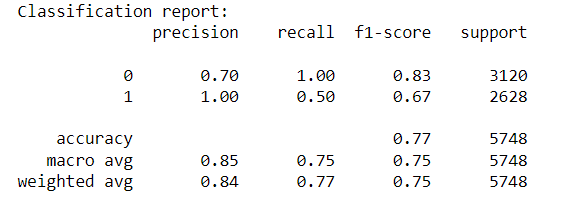 Classification report:
precision recall f1-score support
0 0.70 1.00 0.83 3120
1 1.00 0.50 0.67 2628
accuracy 0.77 5748
macro avg 0.85 0.75 0.75 5748
weighted avg 0.84 0.77 0.75 5748